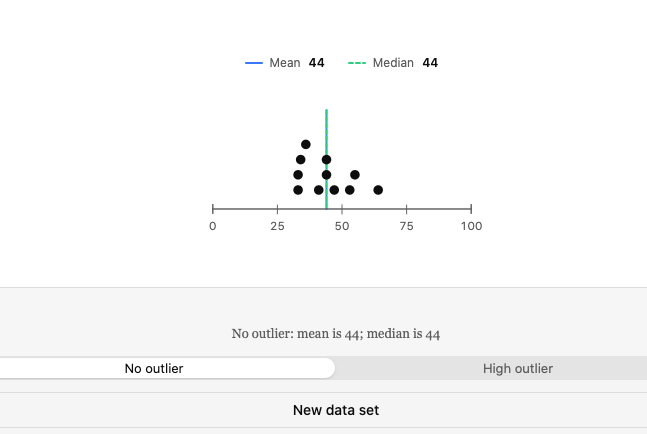 Mean 44 Median 44
0 25 50 75 100
No outlier: mean is 44; median is 44
No outlier High outlier
New data set